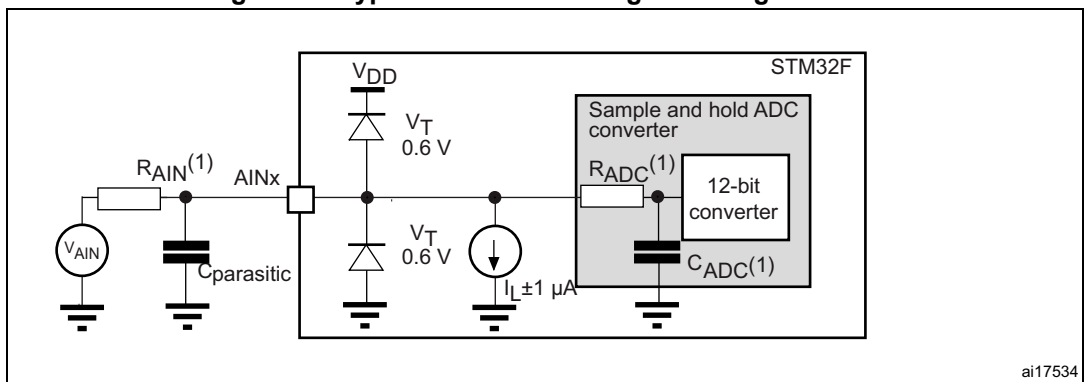 STM32F
VDD
Sample and hold ADC
converter
VT
0.6 V
RAIN(1)
AINx
RADC(1)
12-bit
converter
VAIN
Cparasitic
VT
0.6 V
IL±1 µA
CADC(1)
ai17534